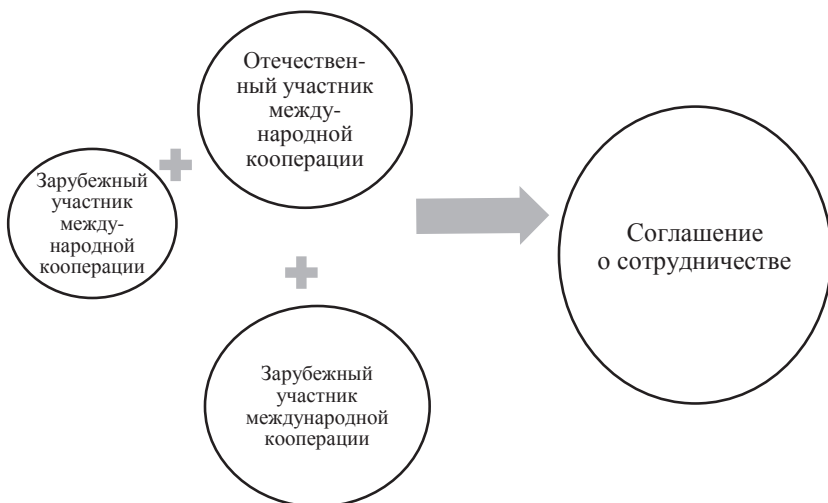 Отечествен-
ный участник
между-
народной
кооперации
Зарубежный
участник
между-
народной
кооперации
Соглашение
о сотрудничестве
Зарубежный
участник
международной
кооперации